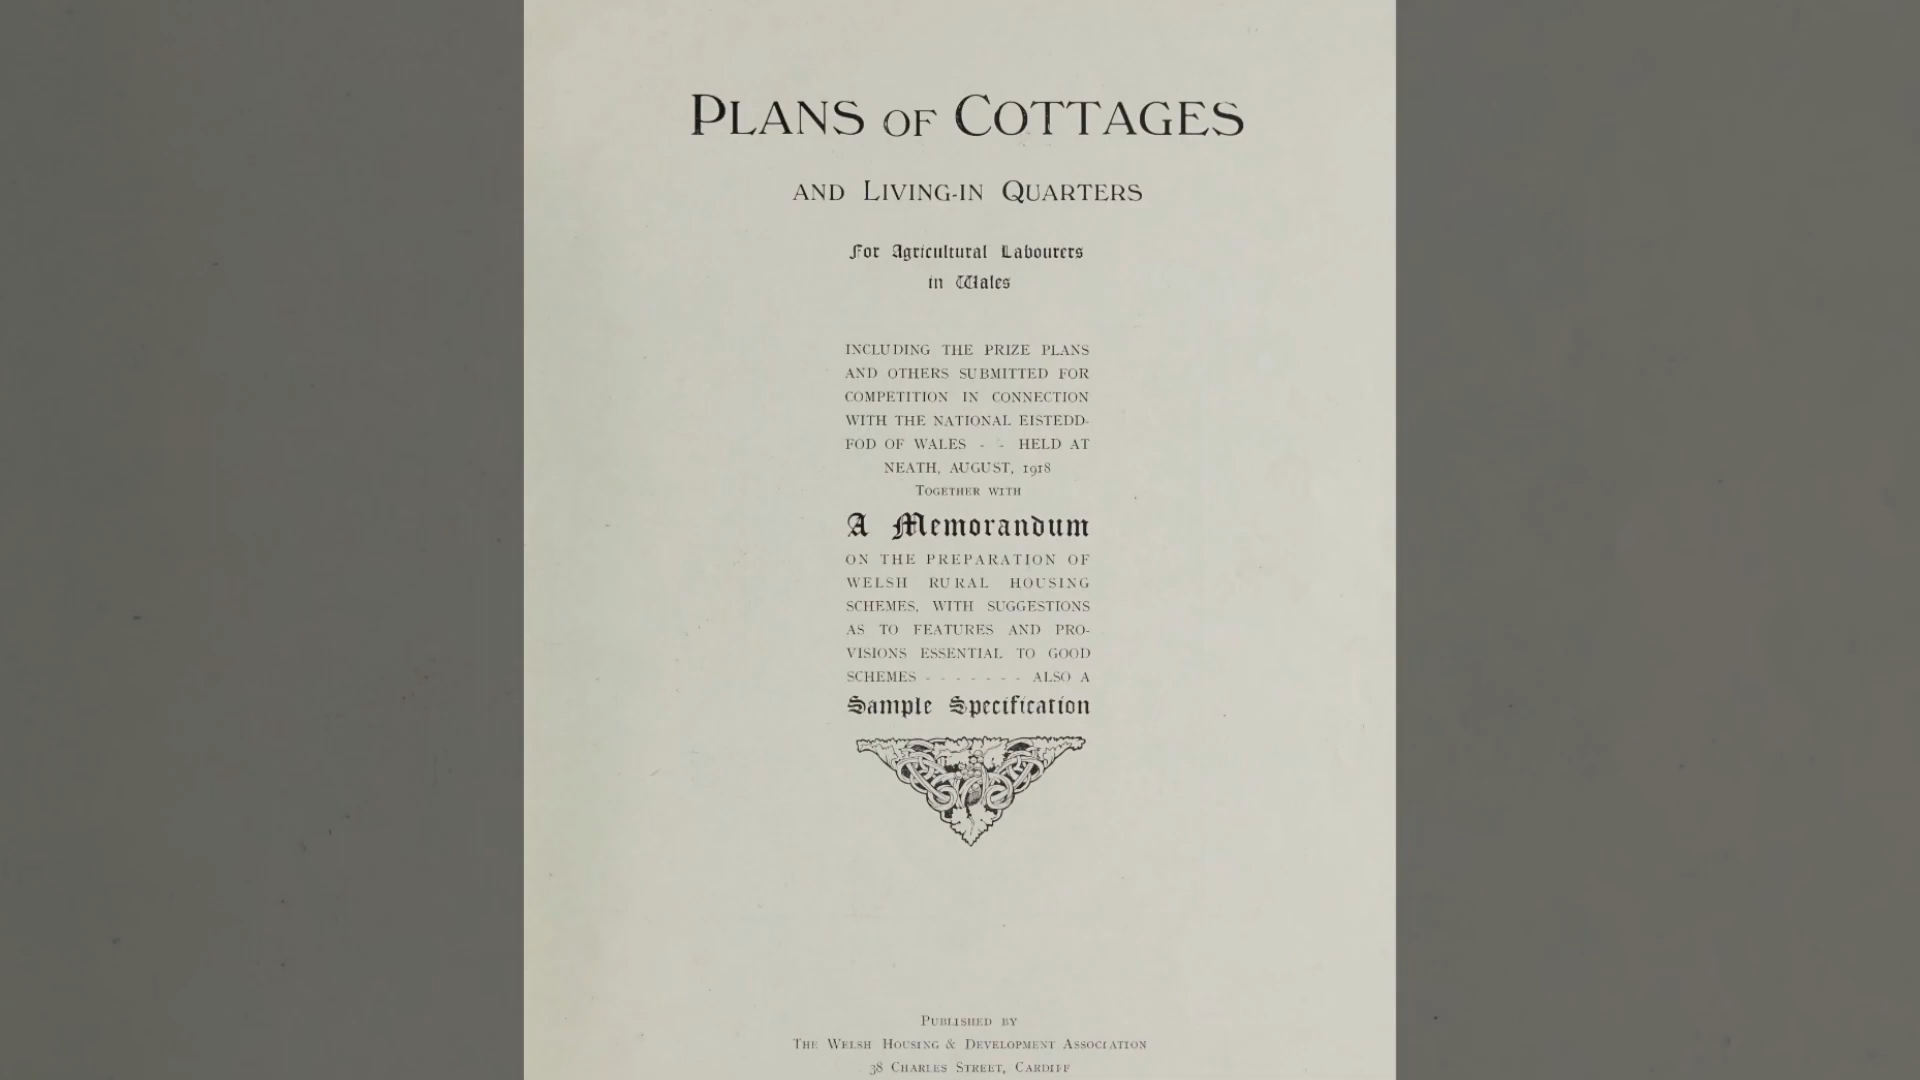 PLANS OF COTTAGES
AND LIVING-IN QUARTERS
For Agricultural Labourers
in Wales
INCLUDING THE PRIZE PLANS
AND OTHERS SUBMITTED FOR
COMPETITION IN CONNECTION
WITH THE NATIONAL EISTEDD-
FOD OF WALES - - HELD AT
NEATH, AUGUST, 1918
TOGETHER WITH
A Memorandum
ON THE PREPARATION OF
WELSH RURAL HOUSING
SCHEMES, WITH SUGGESTIONS
AS TO FEATURES AND PRO-
VISIONS ESSENTIAL TO GOOD
SCHEMES - - - - - - - ALSO A
Sample Specification
PUBLISHED BY
THE WELSH HOUSING & DEVELOPMENT ASSOCIATION
38 CHARLES STREET, CARDIFF